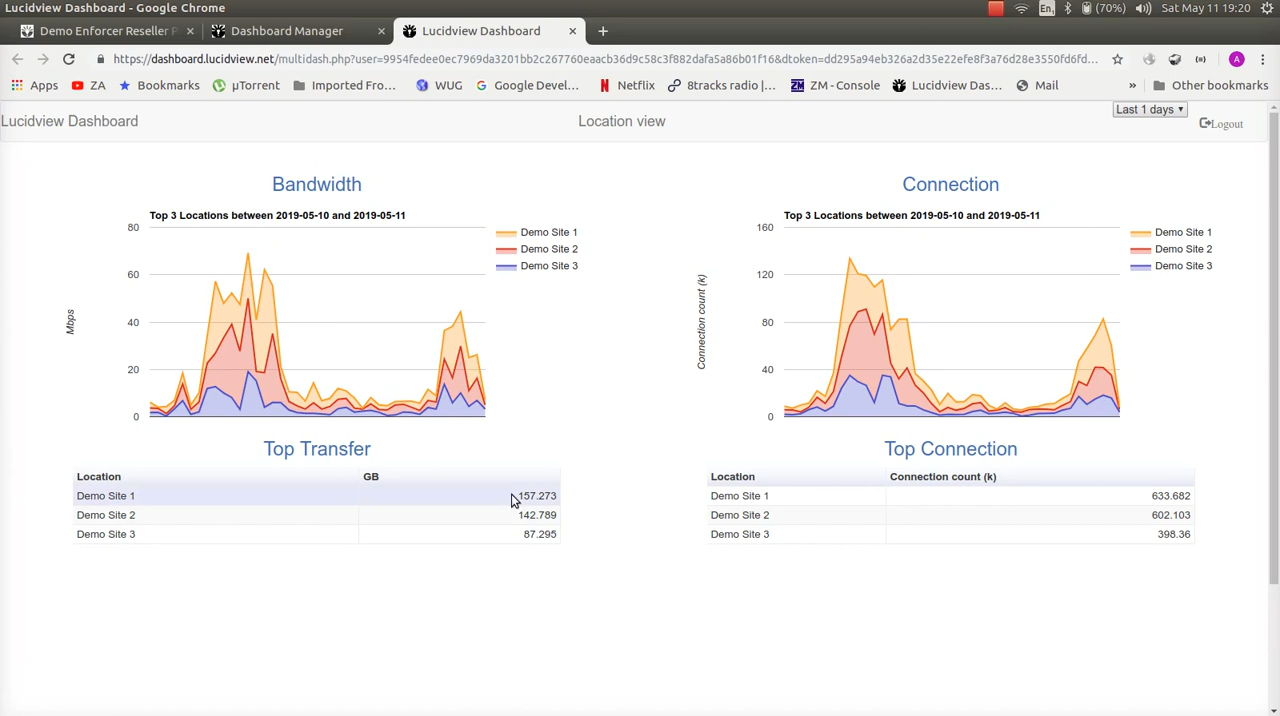 Lucidview Dashboard - Google Chrome
En1
(70%)
Sat May 11 19:20
Demo Enforcer Reseller
Dashboard Manager
Lucidview Dashboard
https://dashboard.lucidview.net/multidash.php?user=9954fedee0ec7969da3201bb2c267760eaacb36d9c58c3f882dafa5a86b01f16&dtoken=dd295a94eb326a2d35e22efe8f3a76d28e3550fd6fd...
A
Apps
ZA
Bookmarks
µTorrent
Imported Fro...
WUG
Google Devel...
Netflix
8tracks radio |...
ZM - Console
Lucidview Das...
Mail
»
Other bookmarks
Lucidview Dashboard
Location view
Last 1 days
Logout
Bandwidth
Top 3 Locations between 2019-05-10 and 2019-05-11
80
60
40
20
0
Mbps
Demo Site 1
Demo Site 2
Demo Site 3
Connection
Top 3 Locations between 2019-05-10 and 2019-05-11
160
120
80
40
0
Connection count (k)
Demo Site 1
Demo Site 2
Demo Site 3
Top Transfer
Location GB
Demo Site 1 157.273
Demo Site 2 142.789
Demo Site 3 87.295
Top Connection
Location Connection count (k)
Demo Site 1 633.682
Demo Site 2 602.103
Demo Site 3 398.36